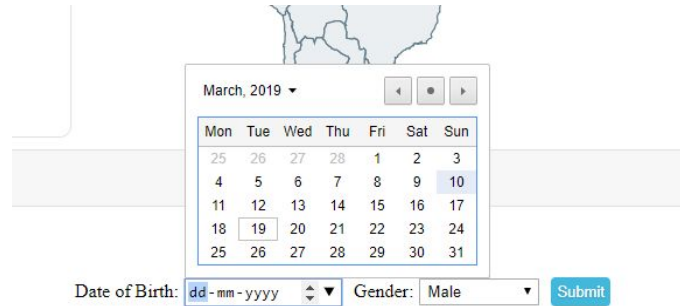 March, 2019
Mon Tue Wed Thu Fri Sat Sun
25 26 27 28 1 2 3
4 5 6 7 8 9 10
11 12 13 14 15 16 17
18 19 20 21 22 23 24
25 26 27 28 29 30 31
Date of Birth: dd-mm-yyyy Gender: Male Submit